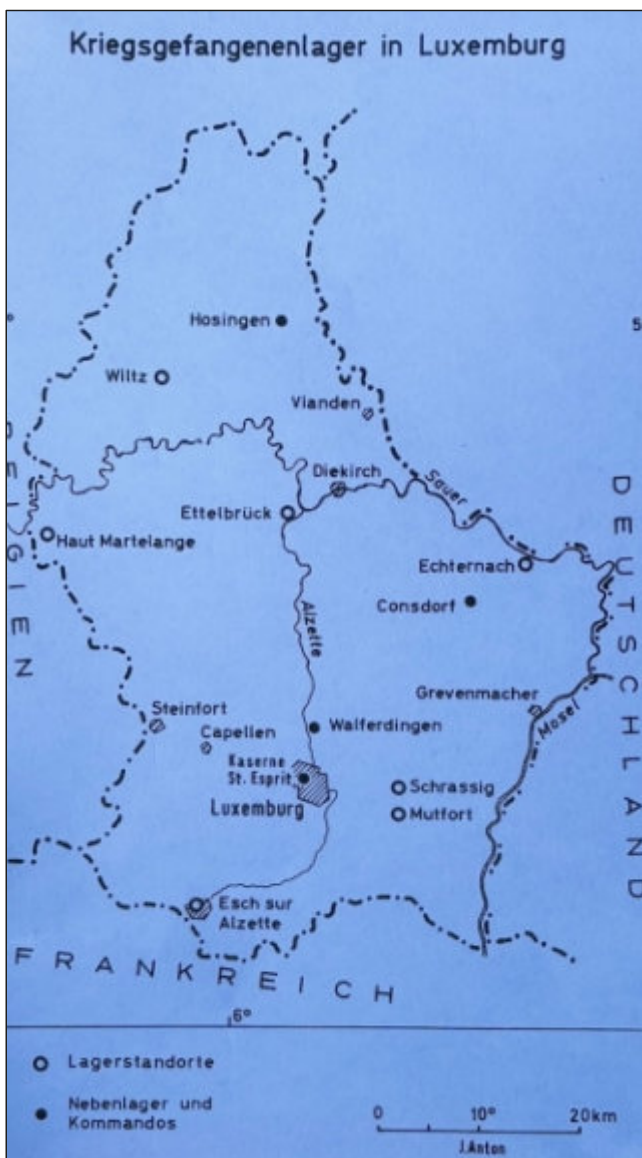 Kriegsgefangenenlager in Luxemburg
Hosingen
5
Wiltz
Vianden
Diekirch
Sauer
Ettelbrück
Haut Martelange
Echternach
Consdorf
Alzette
BELGIEN
DEUTSCHLAND
Steinfort
Capellen
Walferdingen
Grevenmacher
Mosel
Kaserne
St. Esprit
Luxemburg
Schrassig
Mutfort
Esch sur
Alzette
FRANKREICH
6°
Lagerstandorte
Nebenlager und
Kommandos
0 10° 20km
J.Anton